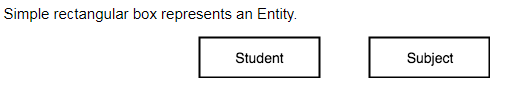 Simple rectangular box represents an Entity.
Student Subject